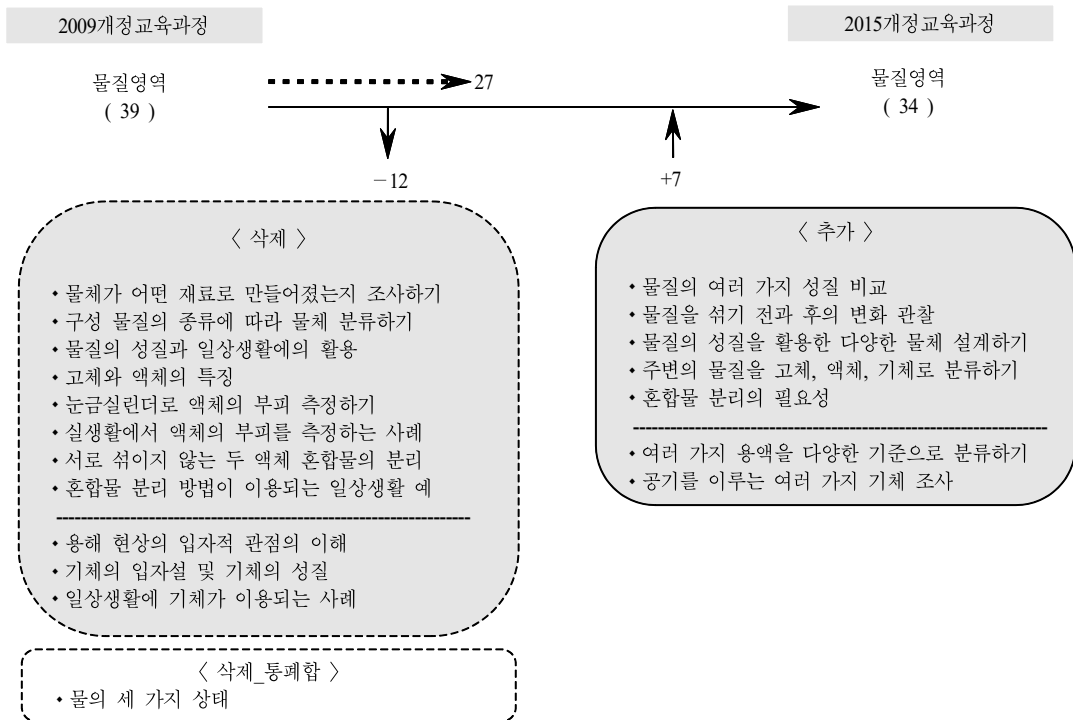 2009개정교육과정
2015개정교육과정
물질영역
( 39 )
27
물질영역
( 34 )
－12
+7
〈 삭제 〉
• 물체가 어떤 재료로 만들어졌는지 조사하기
• 구성 물질의 종류에 따라 물체 분류하기
• 물질의 성질과 일상생활에의 활용
• 고체와 액체의 특징
• 눈금실린더로 액체의 부피 측정하기
• 실생활에서 액체의 부피를 측정하는 사례
• 서로 섞이지 않는 두 액체 혼합물의 분리
• 혼합물 분리 방법이 이용되는 일상생활 예
• 용해 현상의 입자적 관점의 이해
• 기체의 입자설 및 기체의 성질
• 일상생활에 기체가 이용되는 사례
〈 삭제_통폐합 〉
• 물의 세 가지 상태
〈 추가 〉
• 물질의 여러 가지 성질 비교
• 물질을 섞기 전과 후의 변화 관찰
• 물질의 성질을 활용한 다양한 물체 설계하기
• 주변의 물질을 고체, 액체, 기체로 분류하기
• 혼합물 분리의 필요성
• 여러 가지 용액을 다양한 기준으로 분류하기
• 공기를 이루는 여러 가지 기체 조사